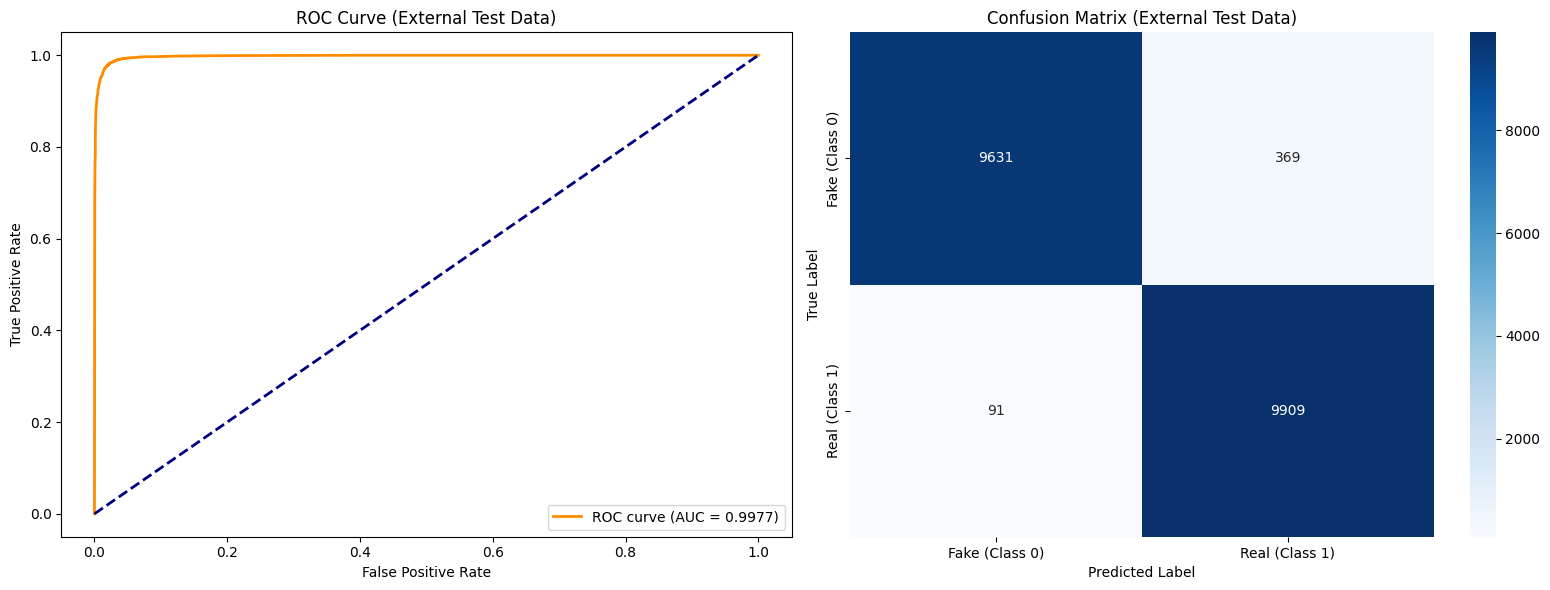 ROC Curve (External Test Data)
True Positive Rate
1.0
0.8
0.6
0.4
0.2
0.0
ROC curve (AUC = 0.9977)
0.0 0.2 0.4 0.6 0.8 1.0
False Positive Rate
Confusion Matrix (External Test Data)
True Label
Fake (Class 0)
9631 369
Real (Class 1)
91 9909
Fake (Class 0) Real (Class 1)
Predicted Label
8000
6000
4000
2000